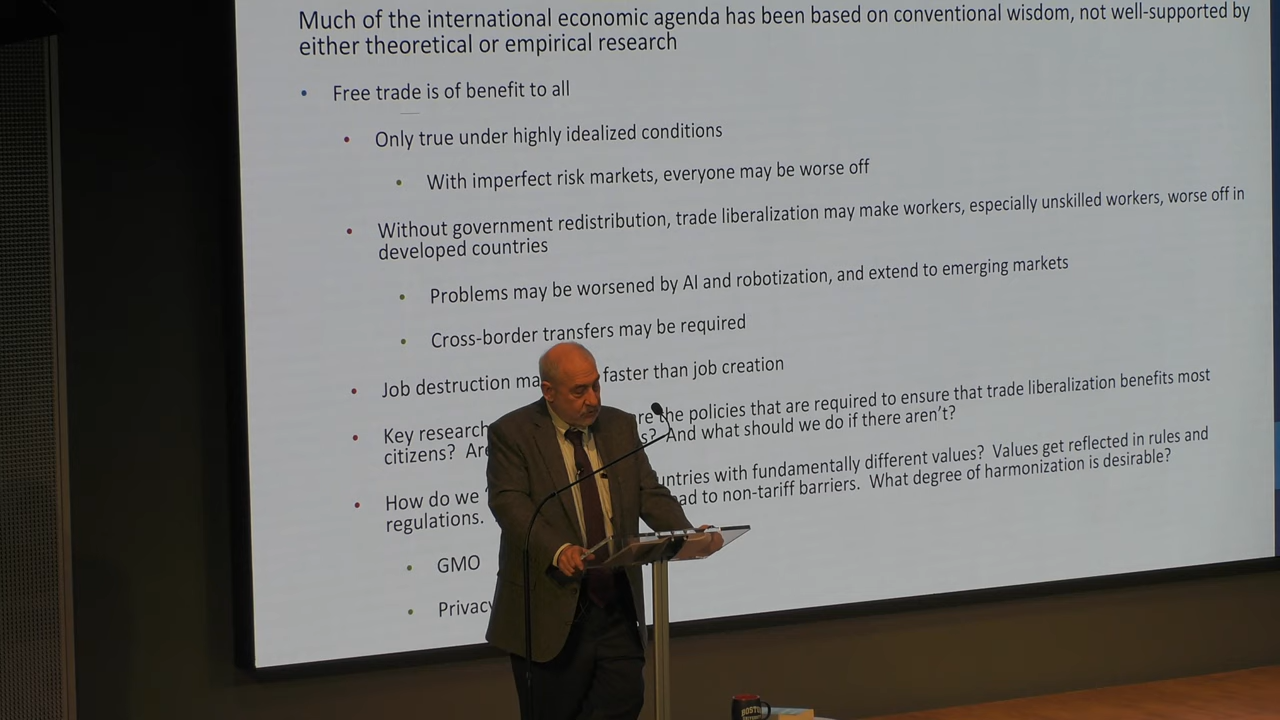 Much of the international economic agenda has been based on conventional wisdom, not well-supported by
either theoretical or empirical research
• Free trade is of benefit to all
• Only true under highly idealized conditions
• With imperfect risk markets, everyone may be worse off
• Without government redistribution, trade liberalization may make workers, especially unskilled workers, worse off in
developed countries
• Problems may be worsened by AI and robotization, and extend to emerging markets
• Cross-border transfers may be required
• Job destruction faster than job creation
• Key research the policies that are required to ensure that trade liberalization benefits most
citizens? And what should we do if there aren't?
• How do we with fundamentally different values? Values get reflected in rules and
regulations. to non-tariff barriers. What degree of harmonization is desirable?
• GMO
• Privacy
BOSTON